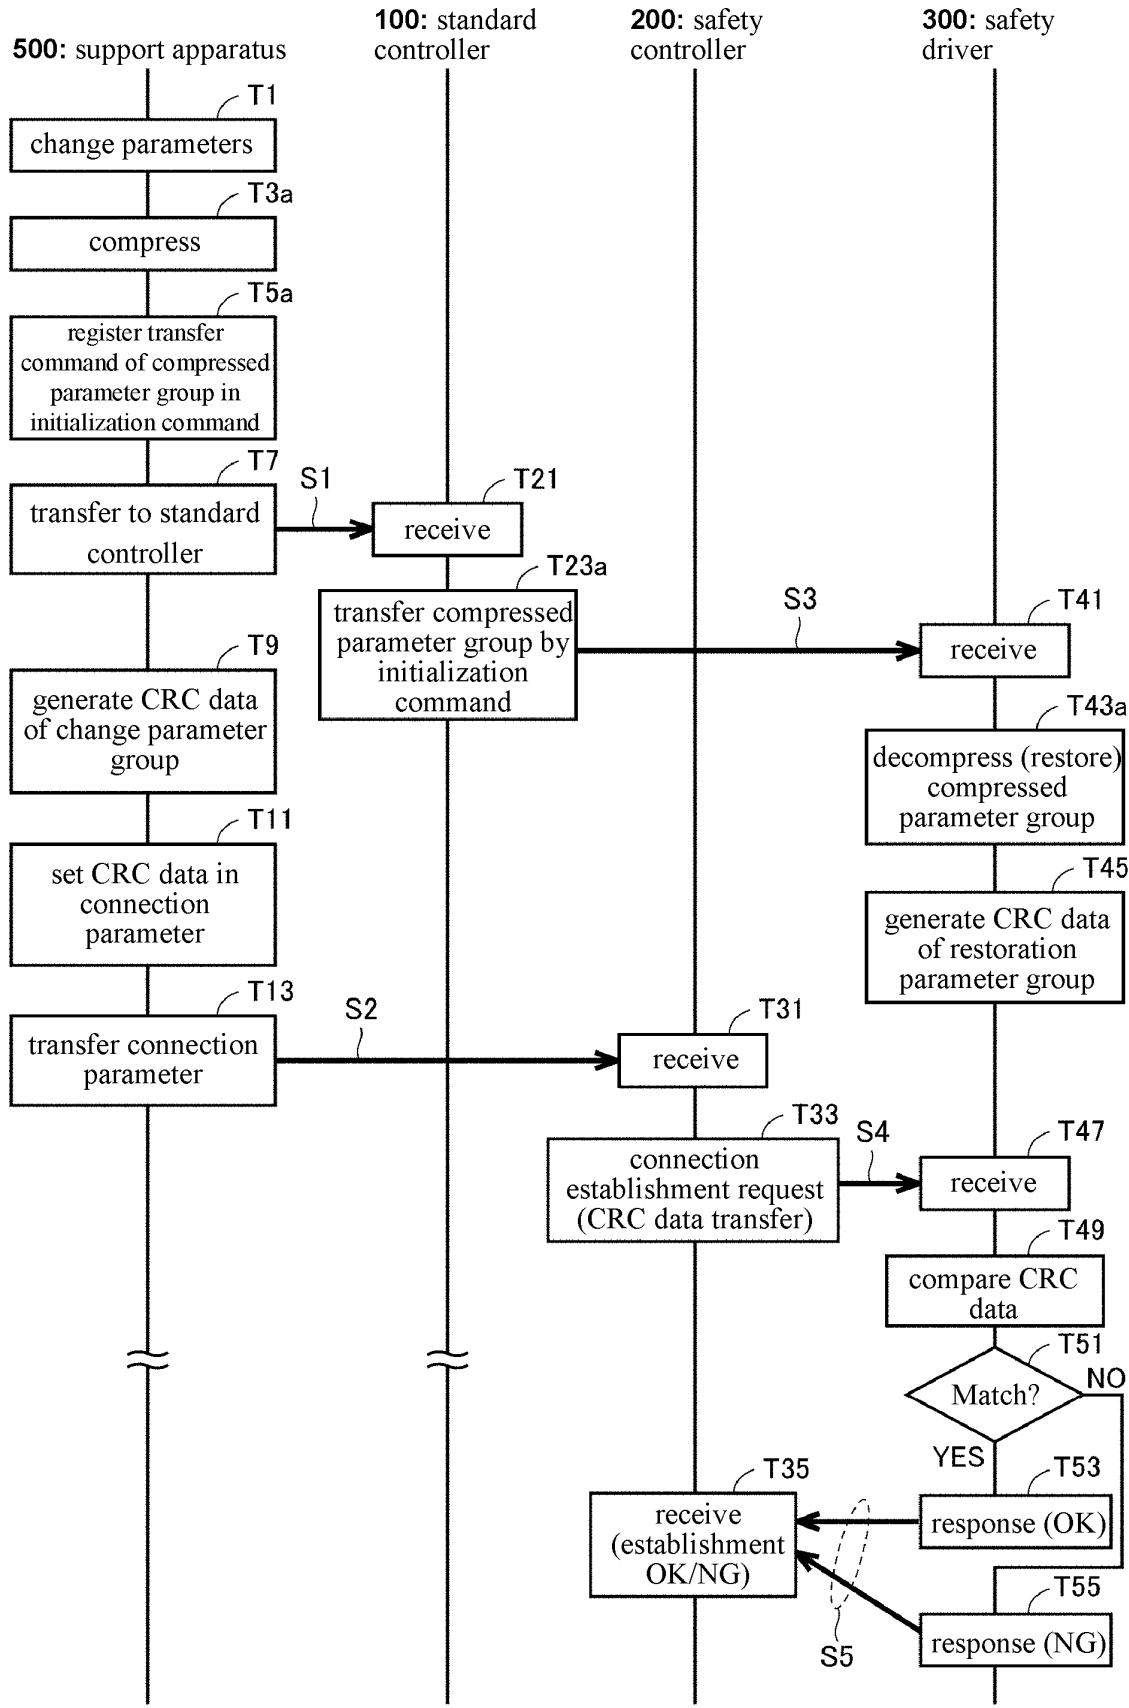 500: support apparatus
100: standard
controller
200: safety
controller
300: safety
driver
T1
change parameters
T3a
compress
T5a
register transfer
command of compressed
parameter group in
initialization command
T7
transfer to standard
controller
S1
T21
receive
T23a
transfer compressed
parameter group by
initialization
command
S3
T41
receive
T9
generate CRC data
of change parameter
group
T43a
decompress (restore)
compressed
parameter group
T11
set CRC data in
connection
parameter
T45
generate CRC data
of restoration
parameter group
T13
transfer connection
parameter
S2
T31
receive
T33
connection
establishment request
(CRC data transfer)
S4
T47
receive
T49
compare CRC
data
T51
Match?
NO
YES
T53
response (OK)
T35
receive
(establishment
OK/NG)
T55
response (NG)
S5